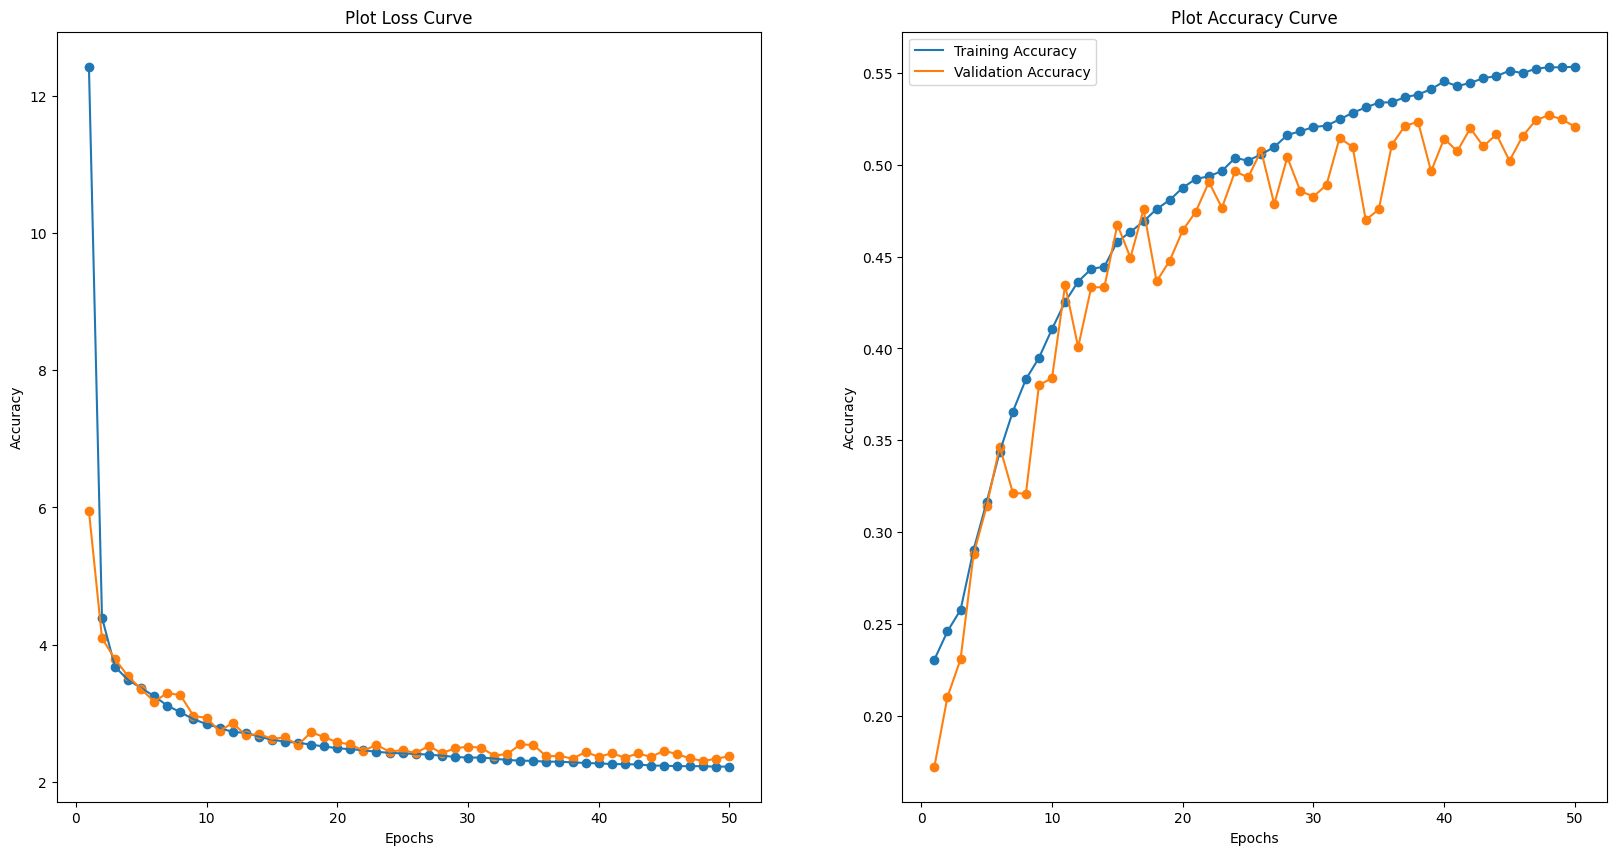 Plot Loss Curve
12
10
8
6
4
2
Accuracy
0 10 20 30 40 50
Epochs
Plot Accuracy Curve
Training Accuracy
Validation Accuracy
0.55
0.50
0.45
0.40
0.35
0.30
0.25
0.20
Accuracy
0 10 20 30 40 50
Epochs